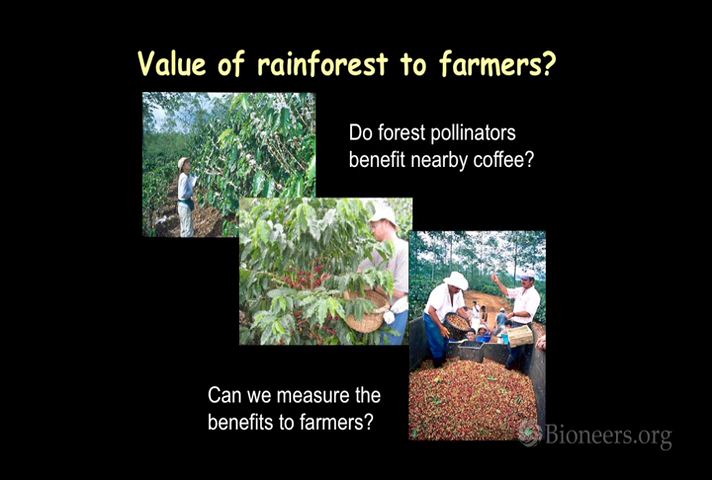 Value of rainforest to farmers?
Do forest pollinators
benefit nearby coffee?
Can we measure the
benefits to farmers?
Bioneers.org